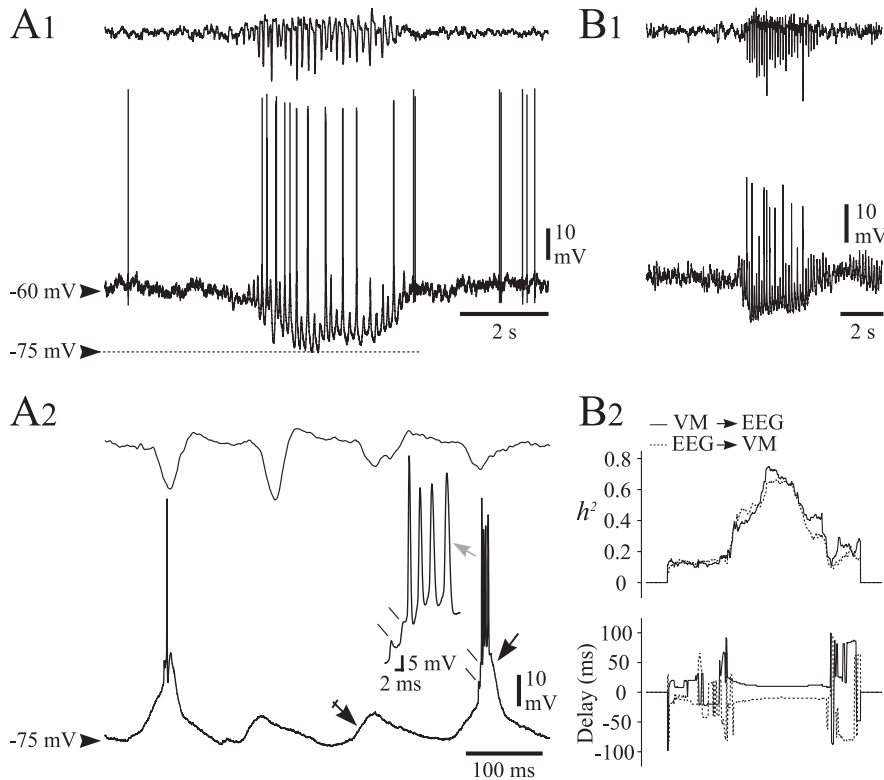 A1
B1
-60 mV
-75 mV
10
mV
2 s
10
mV
2 s
A2
-75 mV
5 mV
2 ms
10
mV
100 ms
B2
VM → EEG
EEG → VM
h²
0.8
0.6
0.4
0.2
0
Delay (ms)
100
50
0
-50
-100